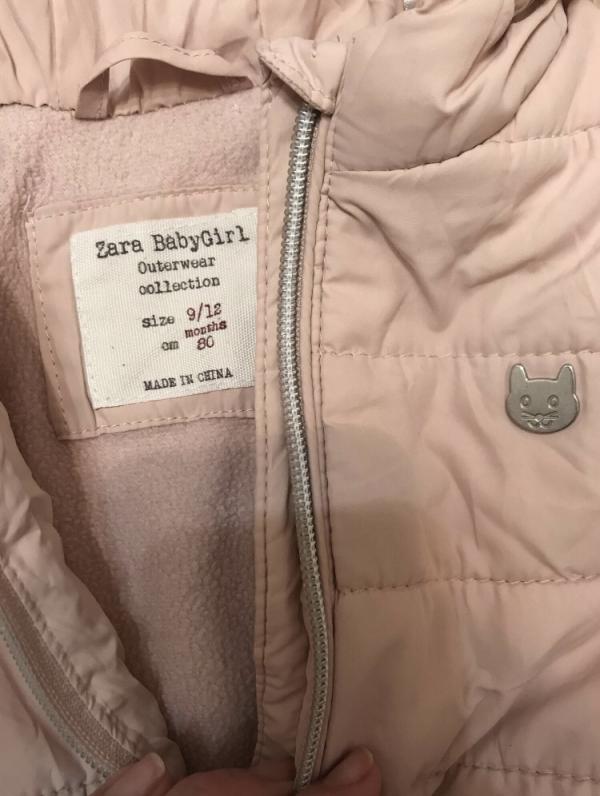 Zara BabyGirl
Outerwear
collection
size 9/12
months
cm 80
MADE IN CHINA